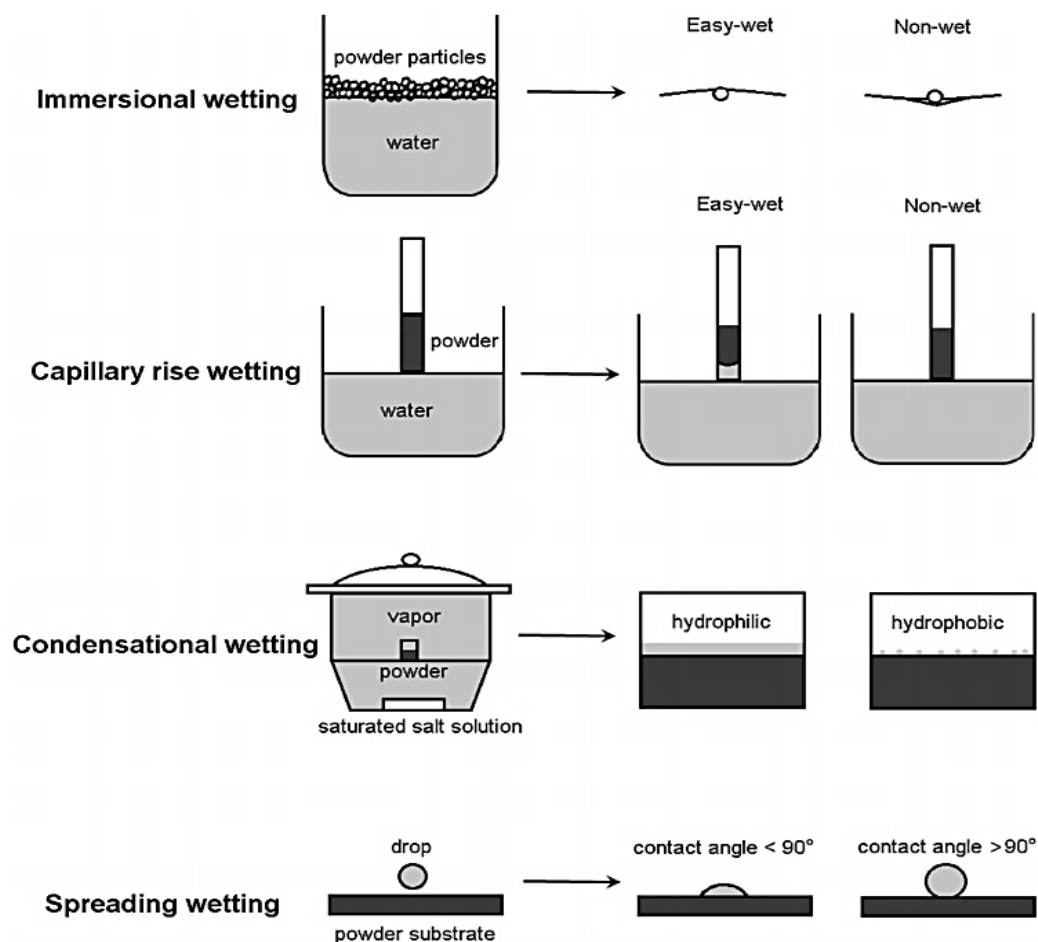 Easy-wet
Non-wet
powder particles
Immersional wetting
water
Easy-wet
Non-wet
powder
Capillary rise wetting
water
vapor
hydrophilic
hydrophobic
Condensational wetting
powder
saturated salt solution
drop
contact angle < 90°
contact angle >90°
Spreading wetting
powder substrate